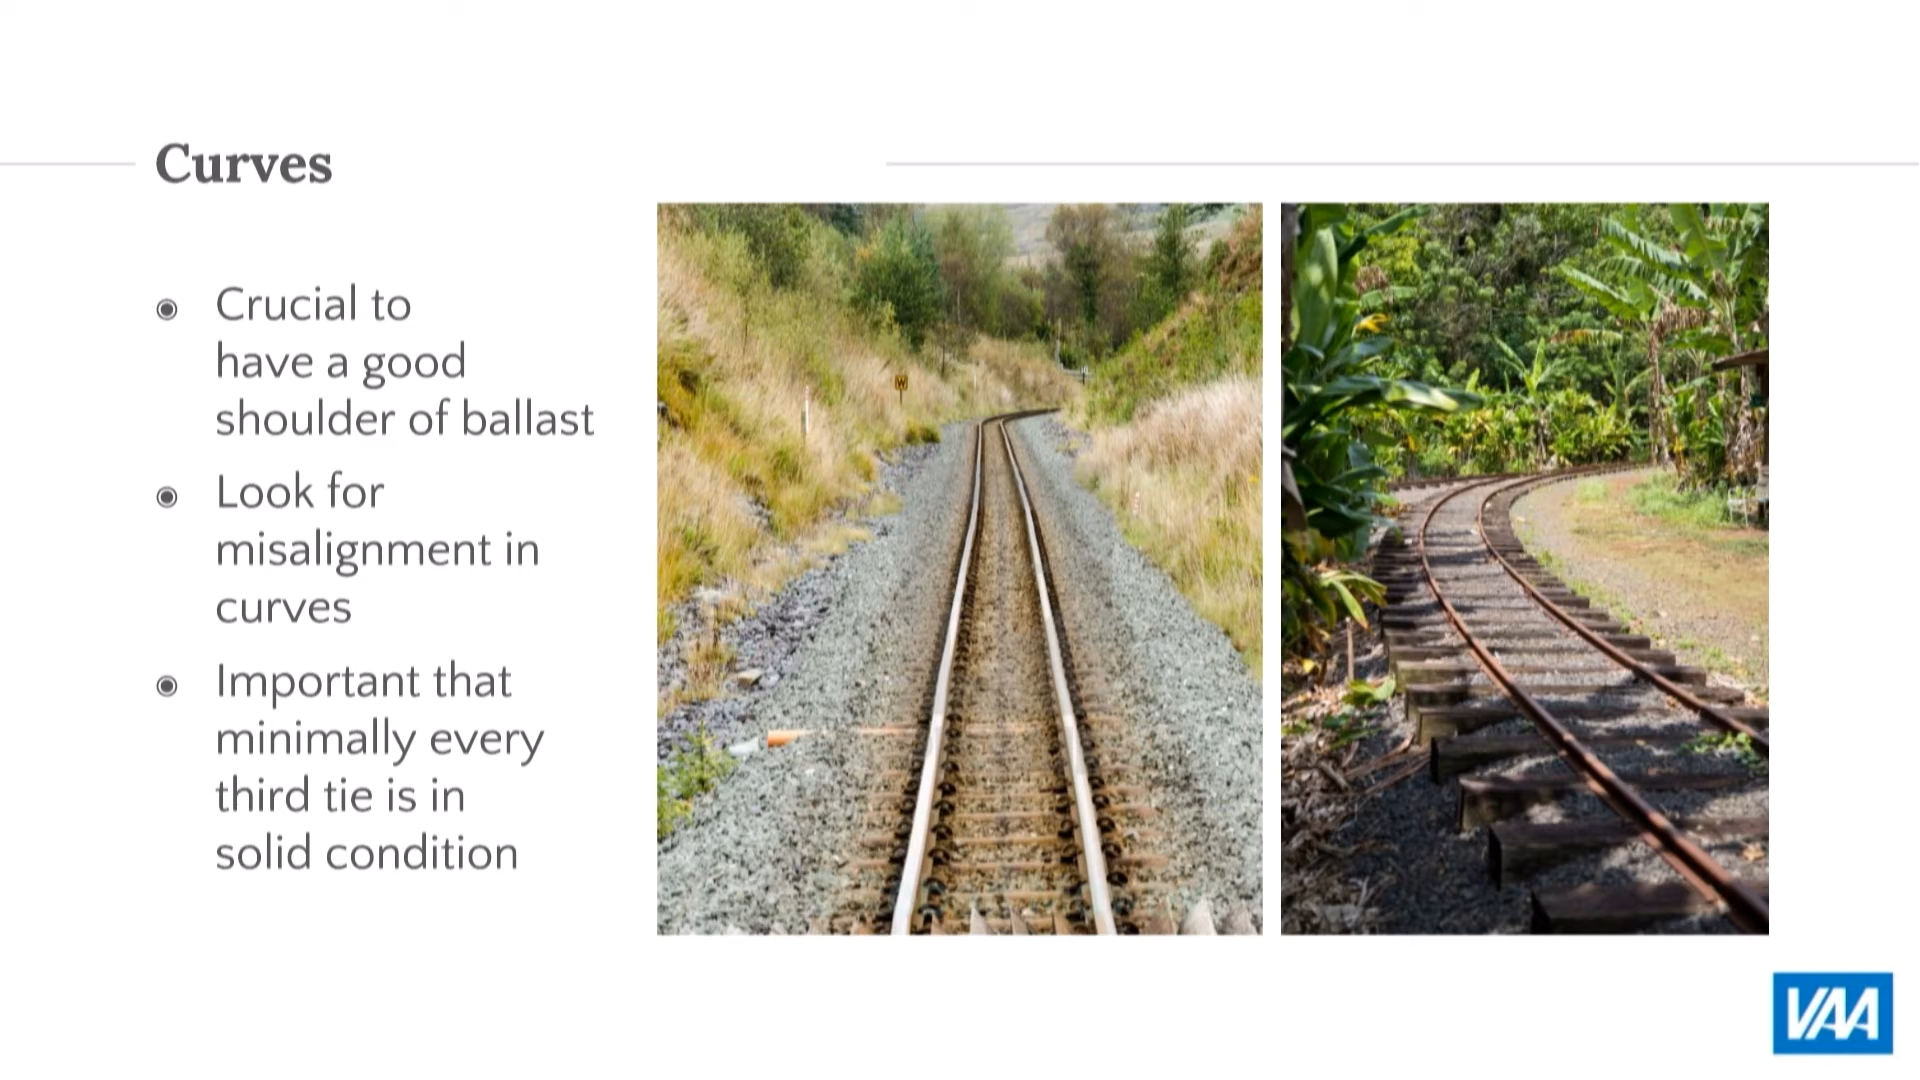 Curves
Crucial to
have a good
shoulder of ballast
Look for
misalignment in
curves
Important that
minimally every
third tie is in
solid condition
W
VAA